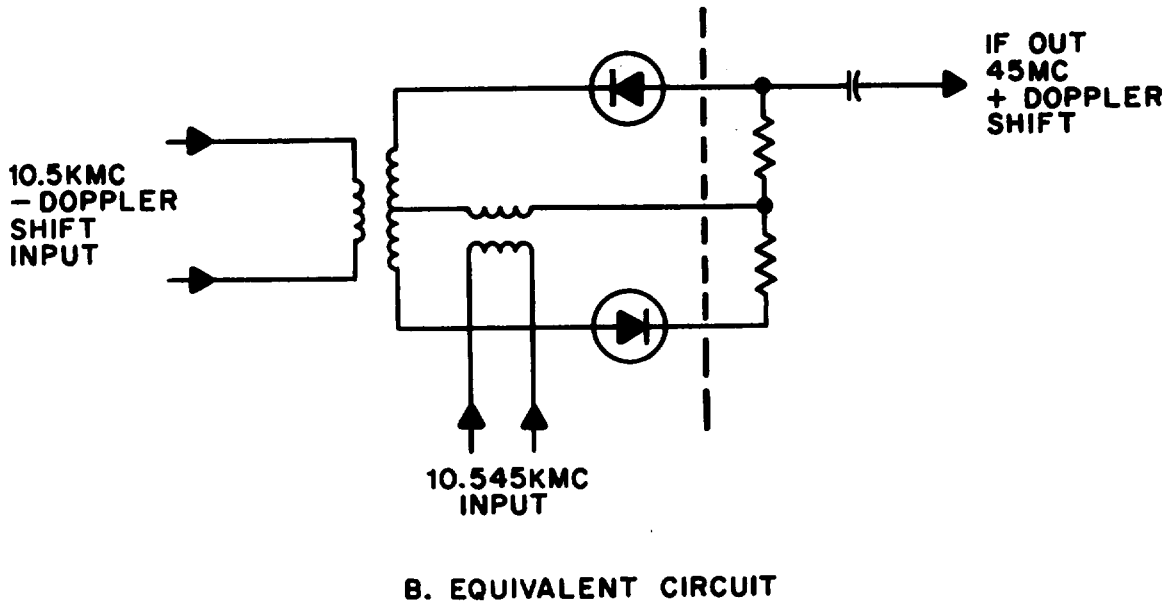 IF OUT
45MC
+ DOPPLER
SHIFT
10.5KMC
– DOPPLER
SHIFT
INPUT
10.545KMC
INPUT
B. EQUIVALENT CIRCUIT